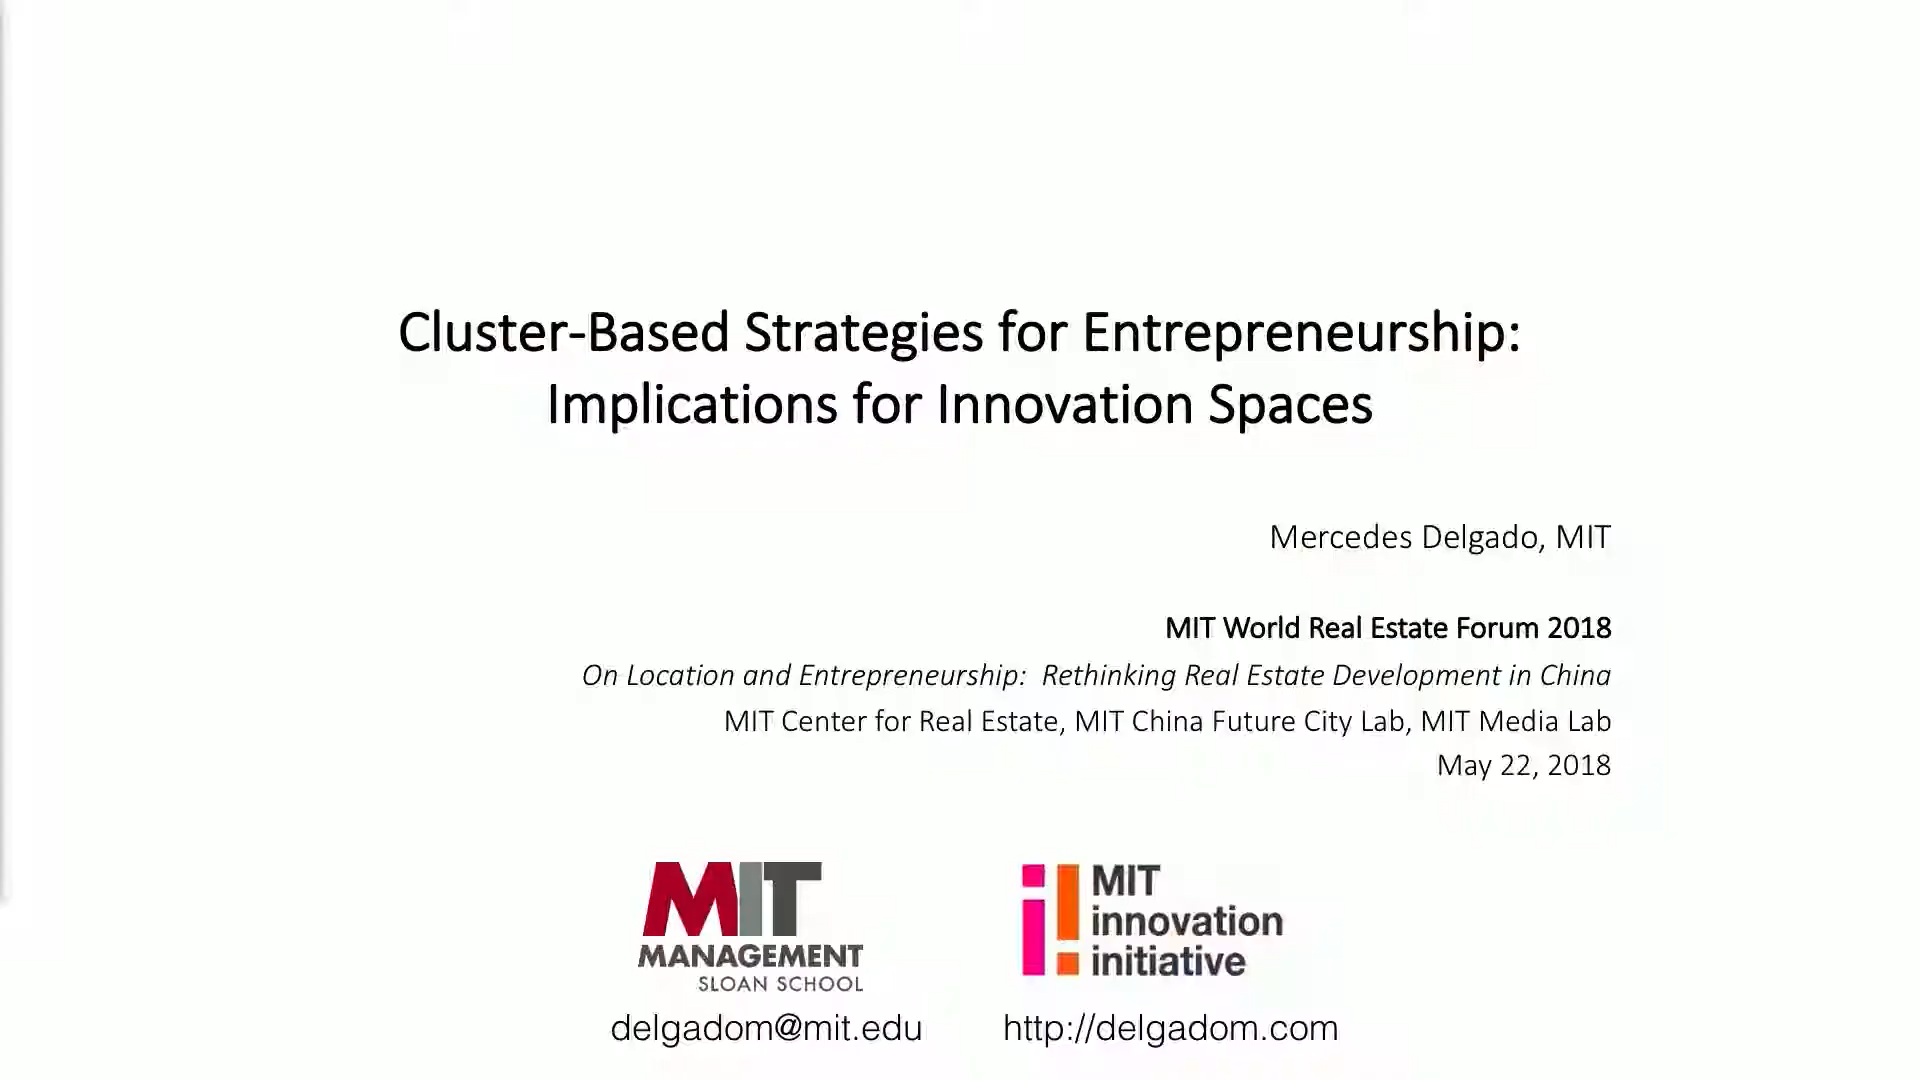 Cluster-Based Strategies for Entrepreneurship:
Implications for Innovation Spaces
Mercedes Delgado, MIT
MIT World Real Estate Forum 2018
On Location and Entrepreneurship: Rethinking Real Estate Development in China
MIT Center for Real Estate, MIT China Future City Lab, MIT Media Lab
May 22, 2018
MIT
MANAGEMENT
SLOAN SCHOOL
MIT
innovation
initiative
delgadom@mit.edu
http://delgadom.com